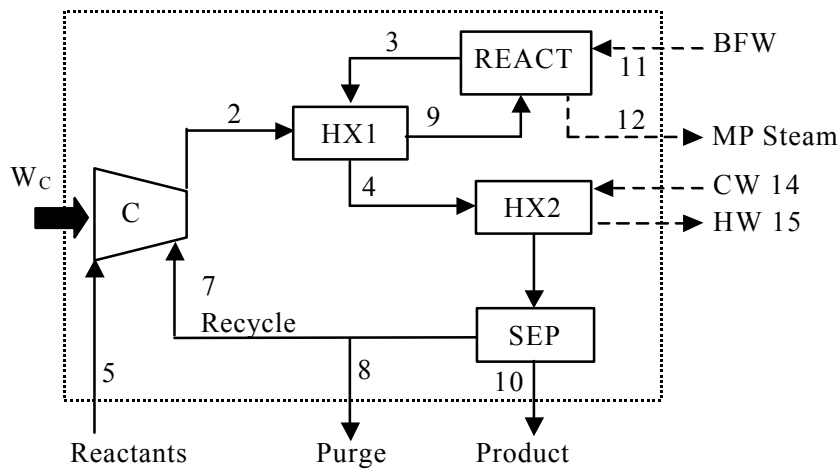 3
REACT
BFW
11
2
HX1
9
12
MP Steam
WC
C
4
HX2
CW 14
HW 15
7
Recycle
SEP
5
8
10
Reactants
Purge
Product